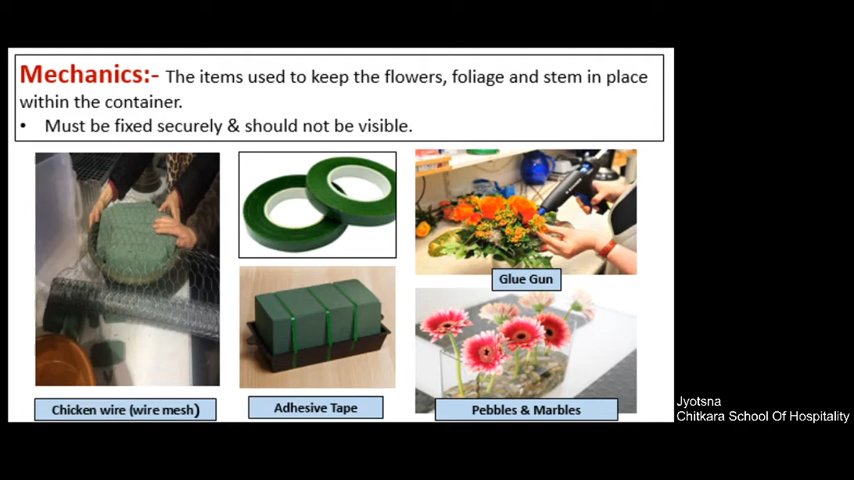 Mechanics:- The items used to keep the flowers, foliage and stem in place
within the container.
• Must be fixed securely & should not be visible.
Glue Gun
Chicken wire (wire mesh)
Adhesive Tape
Pebbles & Marbles
Jyotsna
Chitkara School Of Hospitality